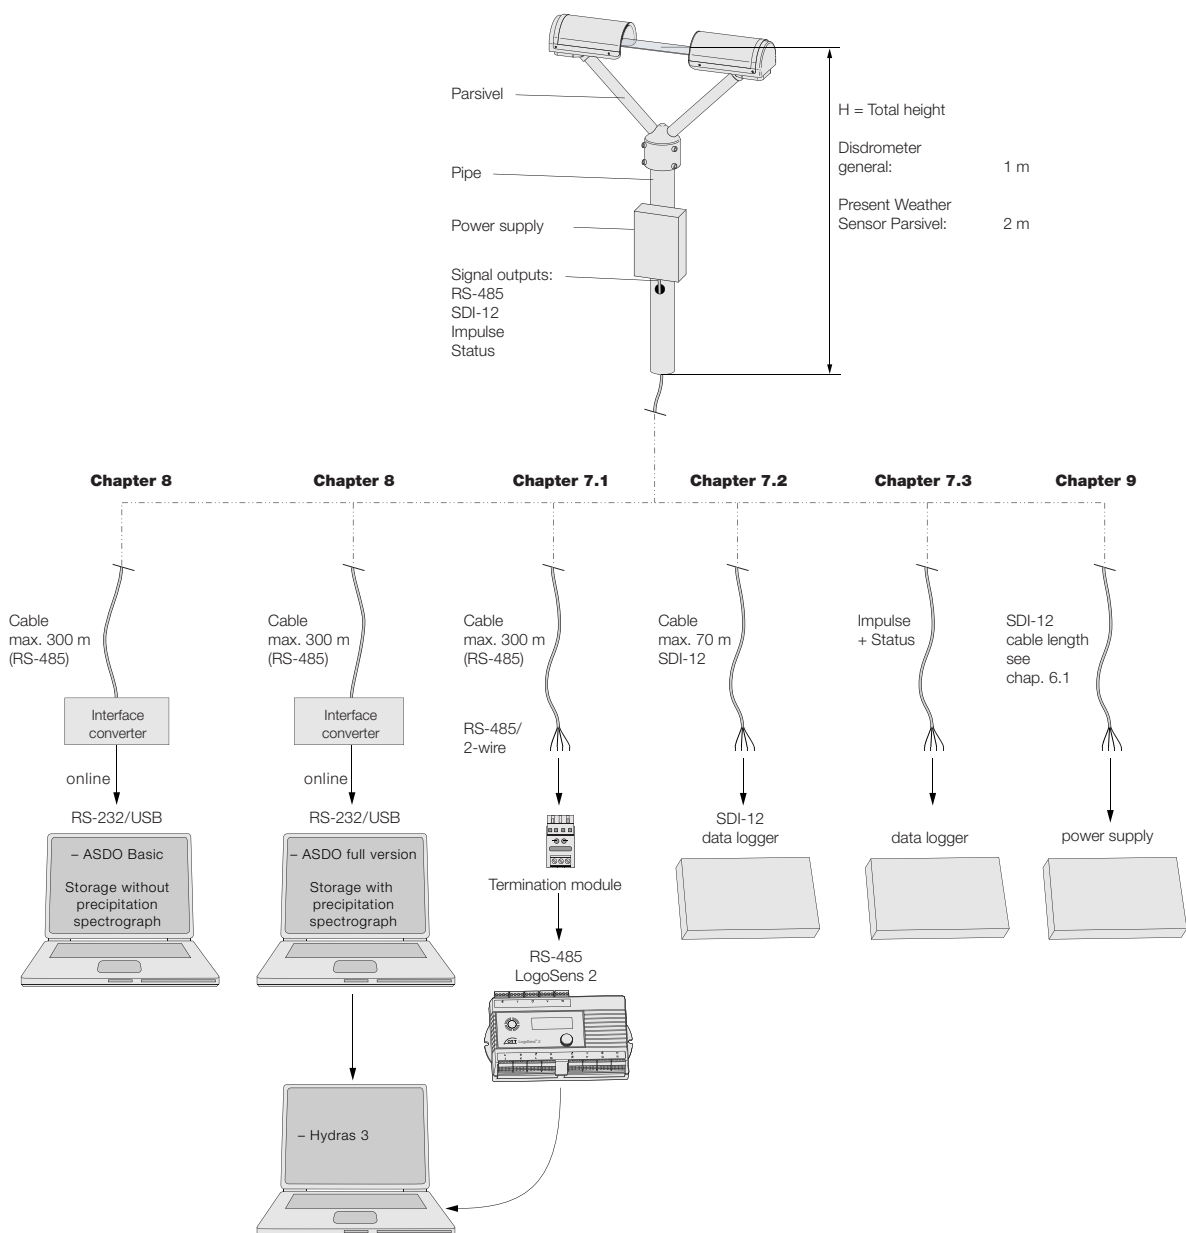 Parsivel
H = Total height
Disdrometer
general: 1 m
Pipe
Present Weather
Sensor Parsivel: 2 m
Power supply
Signal outputs:
RS-485
SDI-12
Impulse
Status
Chapter 8
Chapter 8
Chapter 7.1
Chapter 7.2
Chapter 7.3
Chapter 9
Cable
max. 300 m
(RS-485)
Interface
converter
online
RS-232/USB
– ASDO Basic
Storage without
precipitation
spectrograph
Cable
max. 300 m
(RS-485)
Interface
converter
online
RS-232/USB
– ASDO full version
Storage with
precipitation
spectrograph
– Hydras 3
Cable
max. 300 m
(RS-485)
RS-485/
2-wire
Termination module
RS-485
LogoSens 2
OTT LogoSens® 2
Cable
max. 70 m
SDI-12
SDI-12
data logger
Impulse
+ Status
data logger
SDI-12
cable length
see
chap. 6.1
power supply